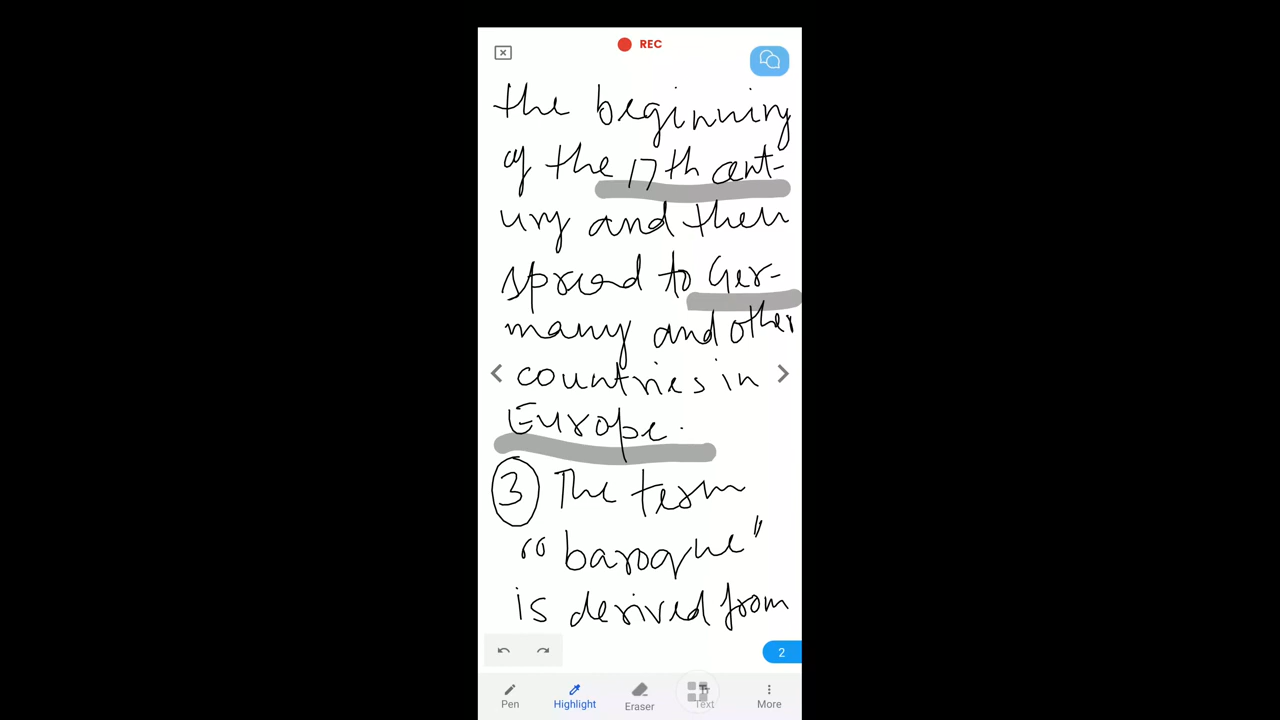 REC
the beginning
of the 17th cent-
ury and then
spread to Ger-
many and other
countries in
Europe.
3 The term
"baroque"
is derived from
2
Pen Highlight Eraser Text More